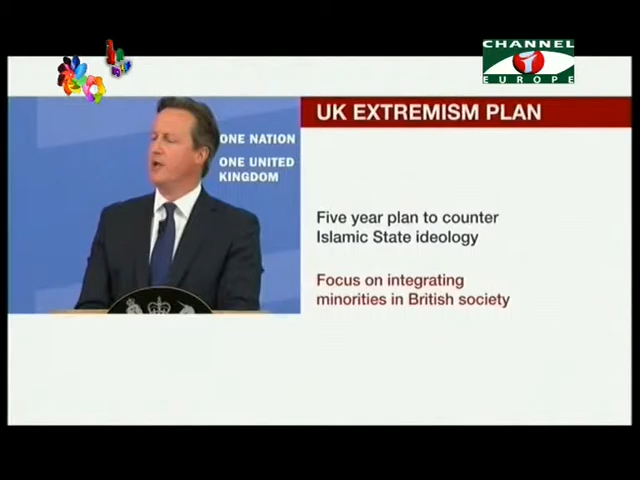 CHANNEL
i
EUROPE
UK EXTREMISM PLAN
ONE NATION
ONE UNITED
KINGDOM
Five year plan to counter
Islamic State ideology
Focus on integrating
minorities in British society